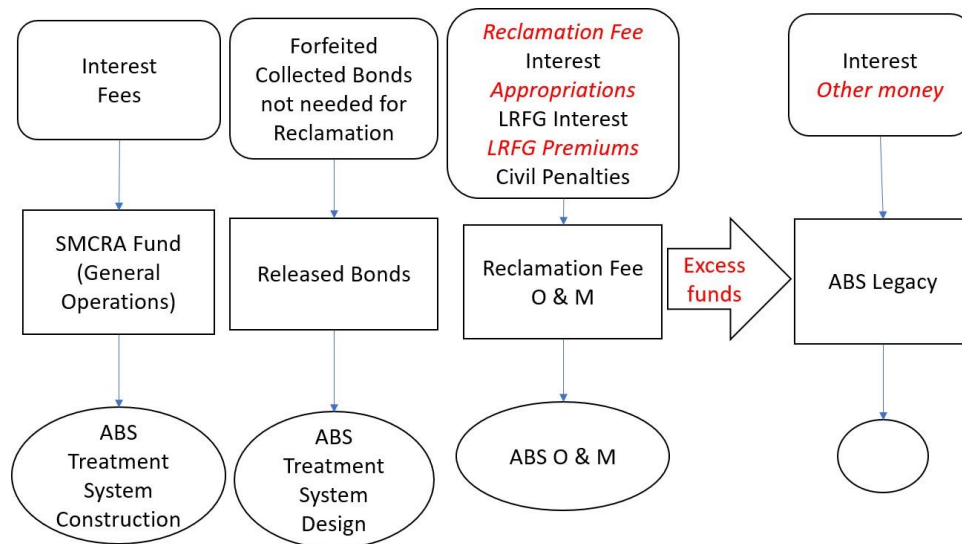 Interest
Fees
Forfeited
Collected Bonds
not needed for
Reclamation
Reclamation Fee
Interest
Appropriations
LRFG Interest
LRFG Premiums
Civil Penalties
Interest
Other money
SMCRA Fund
(General
Operations)
Released Bonds
Reclamation Fee
O & M
Excess
funds
ABS Legacy
ABS
Treatment
System
Construction
ABS
Treatment
System
Design
ABS O & M